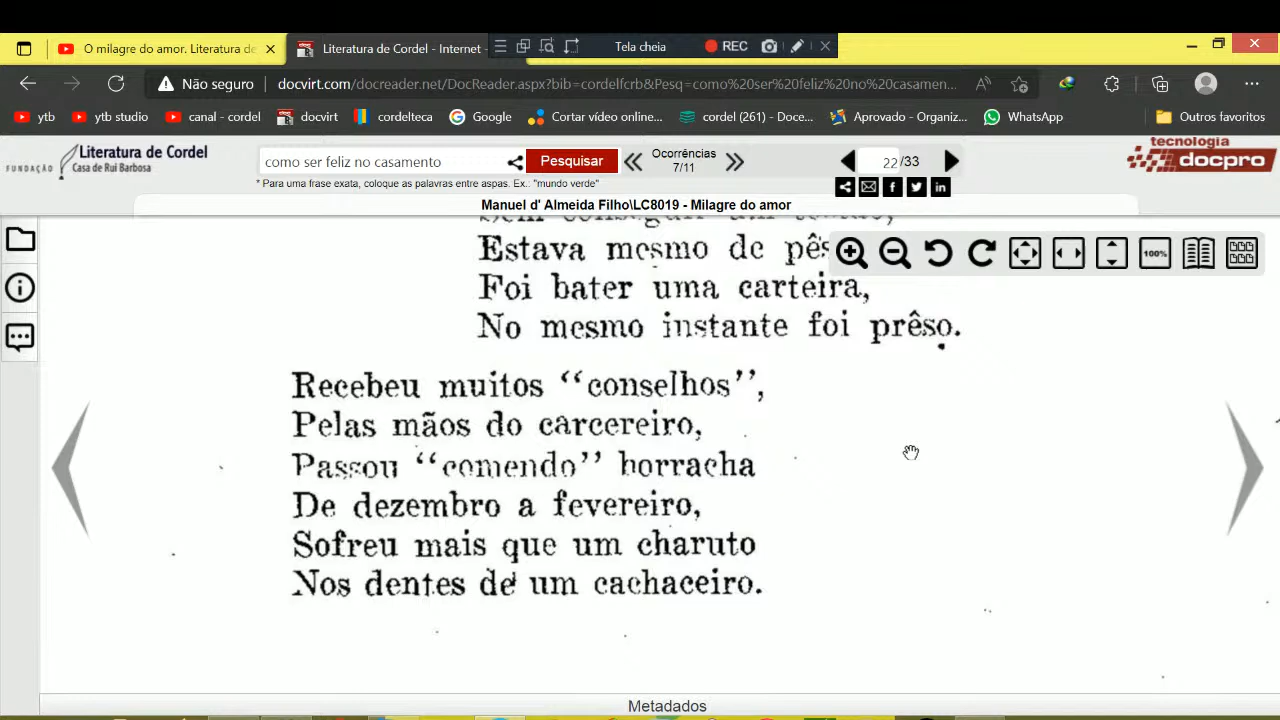 O milagre do amor. Literatura de
Literatura de Cordel - Internet
Tela cheia
REC
Não seguro
docvirt.com/docreader.net/DocReader.aspx?bib=cordelfcrb&Pesq=como%20ser%20feliz%20no%20casamen...
ytb
ytb studio
canal - cordel
docvirt
cordelteca
Google
Cortar vídeo online...
cordel (261) - Doce...
Aprovado - Organiz...
WhatsApp
Outros favoritos
FUNDAÇÃO
Literatura de Cordel
Casa de Rui Barbosa
como ser feliz no casamento
Pesquisar
Ocorrências
7/11
22 /33
tecnologia
docpro
* Para uma frase exata, coloque as palavras entre aspas. Ex.: "mundo verde"
Manuel d' Almeida Filho\LC8019 - Milagre do amor
100%
Estava mesmo de pês
Foi bater uma carteira,
No mesmo instante foi prêso.
Recebeu muitos "conselhos",
Pelas mãos do carcereiro,
Passou "comendo" borracha
De dezembro a fevereiro,
Sofreu mais que um charuto
Nos dentes de um cachaceiro.
Metadados